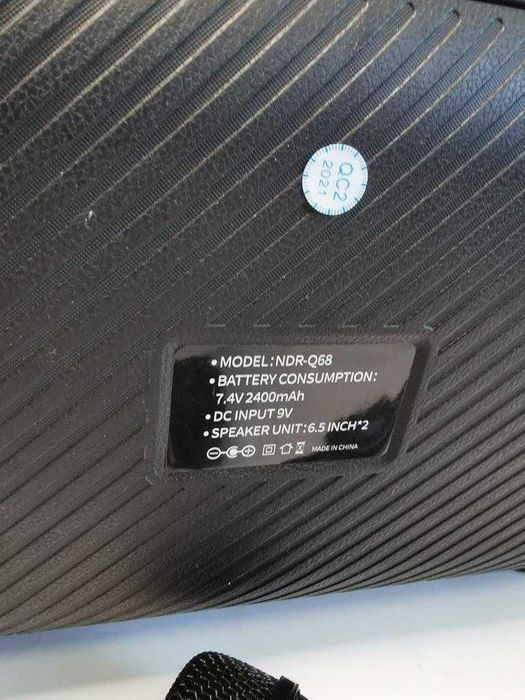 QC2
2021
• MODEL:NDR-Q68
• BATTERY CONSUMPTION:
7.4V 2400mAh
• DC INPUT 9V
• SPEAKER UNIT:6.5 INCH*2
MADE IN CHINA